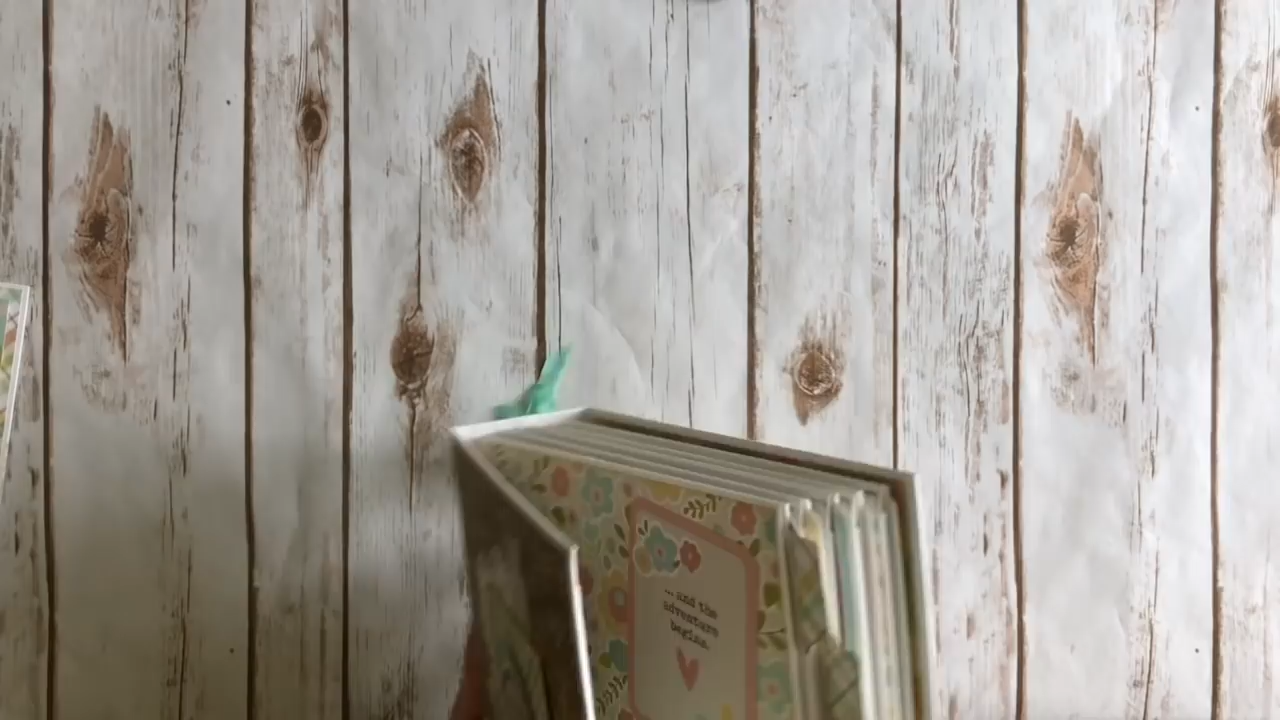 ... and the
adventure
begins.